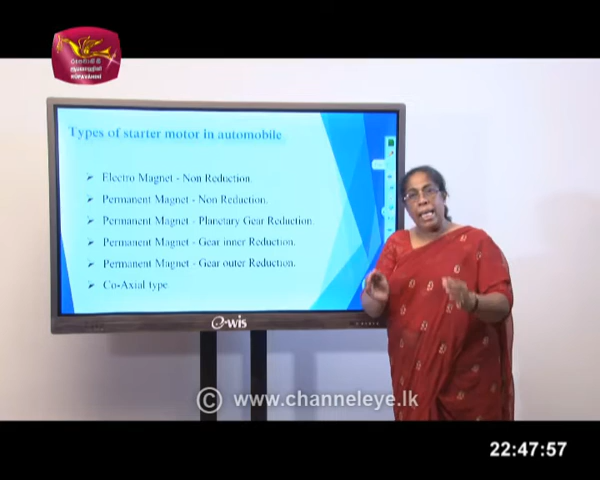 RUPAVAHINI
Types of starter motor in automobile
➢ Electro Magnet - Non Reduction.
➢ Permanent Magnet - Non Reduction.
➢ Permanent Magnet - Planetary Gear Reduction
➢ Permanent Magnet - Gear inner Reduction.
➢ Permanent Magnet - Gear outer Reduction.
➢ Co-Axial type
e-wis
© www.channeleye.lk
22:47:57